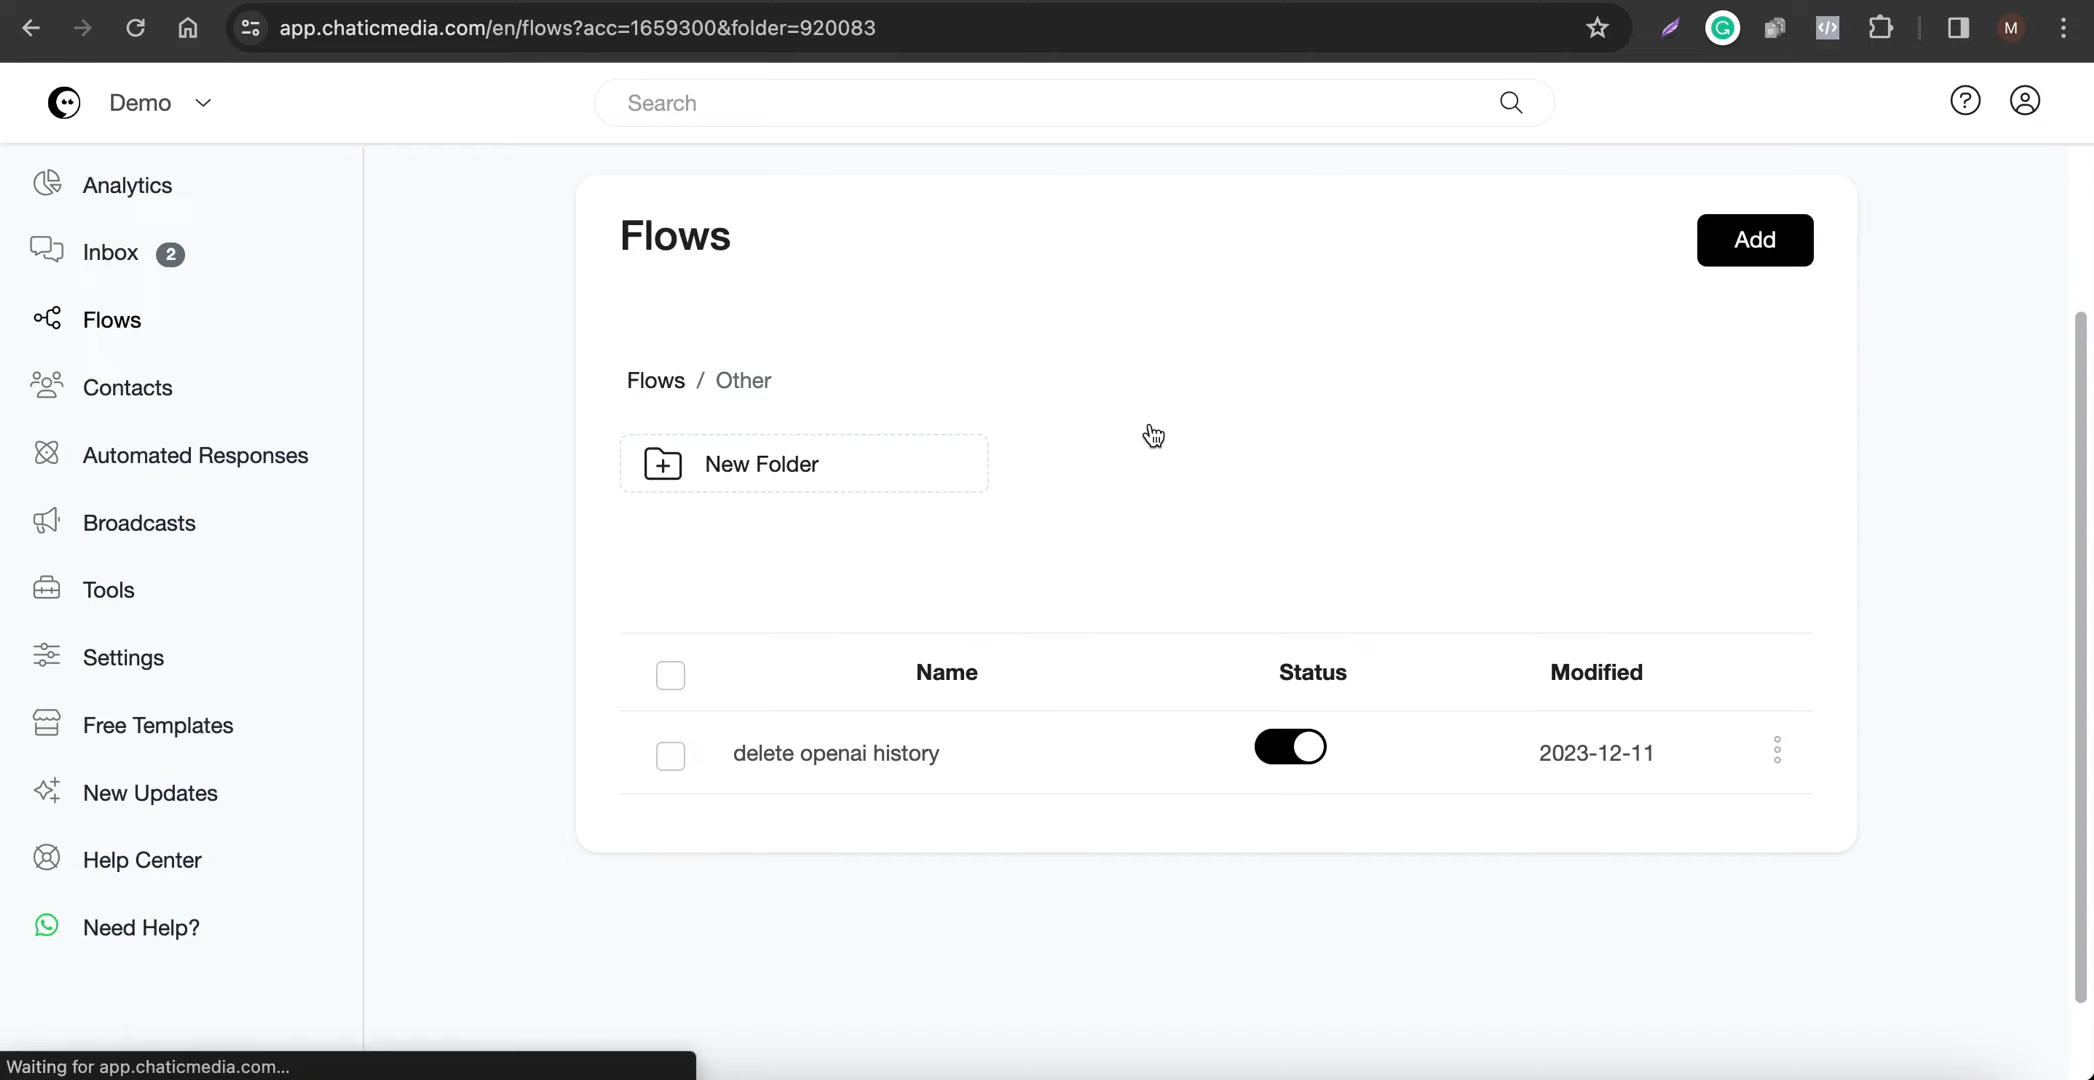 app.chaticmedia.com/en/flows?acc=1659300&folder=920083
M
Demo
Search
Analytics
Inbox 2
Flows
Contacts
Automated Responses
Broadcasts
Tools
Settings
Free Templates
New Updates
Help Center
Need Help?
Flows
Add
Flows / Other
New Folder
Name Status Modified
delete openai history 2023-12-11
Waiting for app.chaticmedia.com...